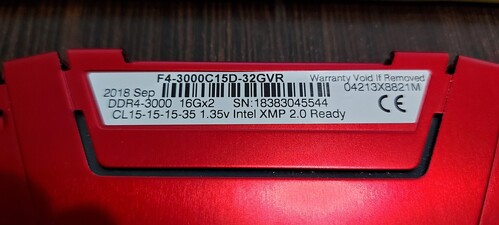 F4-3000C15D-32GVR
Warranty Void If Removed
2018 Sep
04213X8821M
DDR4-3000 16Gx2 SN:18383045544
CL15-15-15-35 1.35v Intel XMP 2.0 Ready
CE